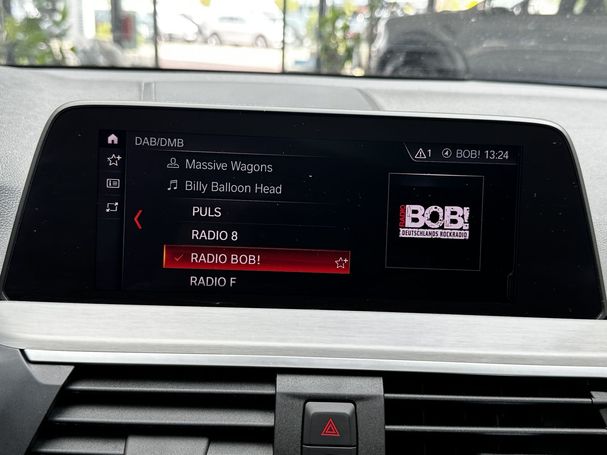 DAB/DMB
1 BOB! 13:24
Massive Wagons
Billy Balloon Head
PULS
RADIO 8
RADIO BOB!
RADIO F
RADIO
BOB!
DEUTSCHLANDS ROCKRADIO